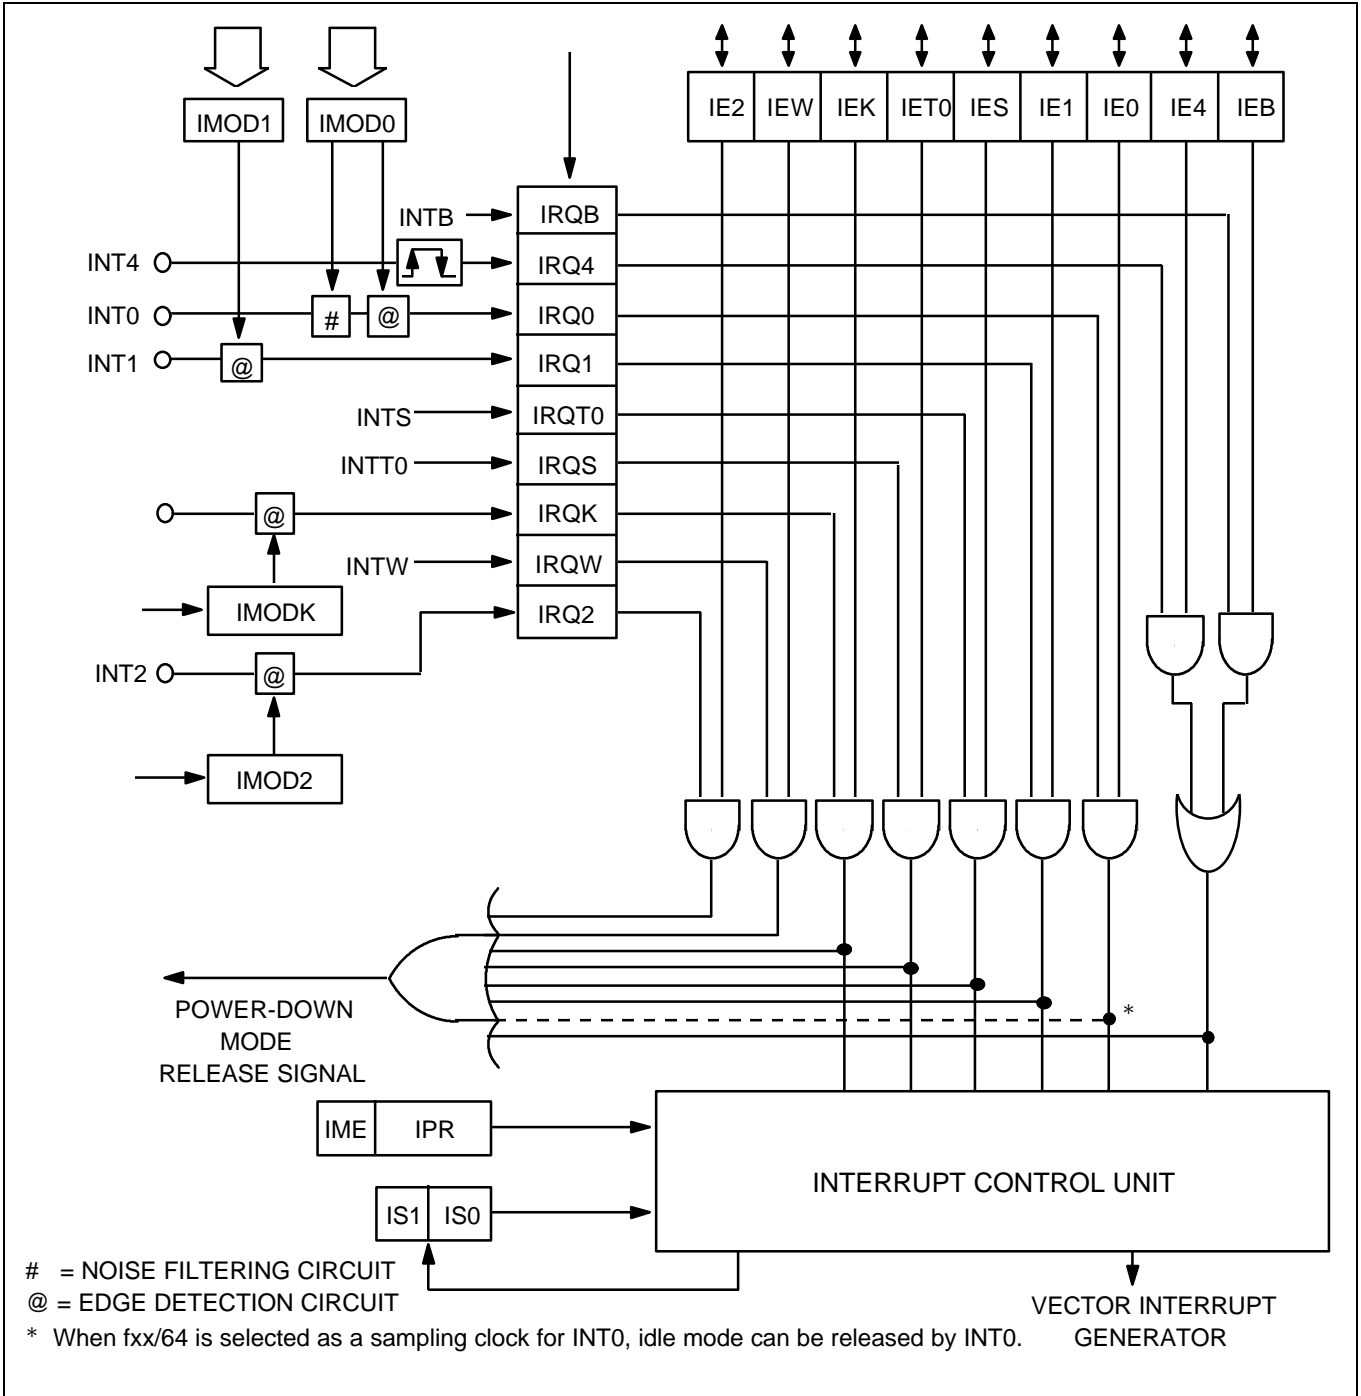 IMOD1 IMOD0
IE2 IEW IEK IET0 IES IE1 IE0 IE4 IEB
INTB IRQB
INT4 IRQ4
INT0 # @ IRQ0
INT1 @ IRQ1
INTS IRQT0
INTT0 IRQS
@ IRQK
INTW IRQW
IMODK IRQ2
INT2 @
IMOD2
*
POWER-DOWN
MODE
RELEASE SIGNAL
IME IPR
INTERRUPT CONTROL UNIT
IS1 IS0
# = NOISE FILTERING CIRCUIT
@ = EDGE DETECTION CIRCUIT
VECTOR INTERRUPT
GENERATOR
* When fxx/64 is selected as a sampling clock for INT0, idle mode can be released by INT0.